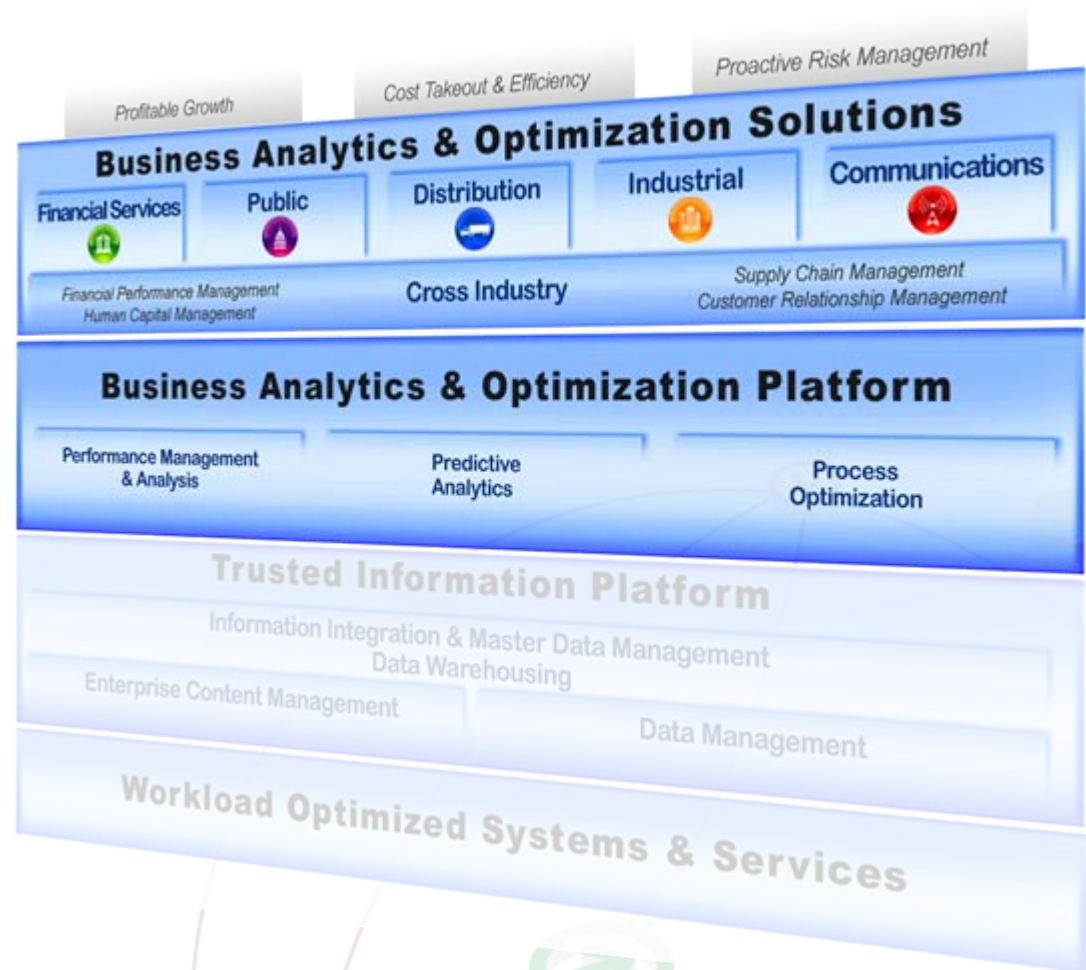 Profitable Growth
Cost Takeout & Efficiency
Proactive Risk Management
Business Analytics & Optimization Solutions
Financial Services
Public
Distribution
Industrial
Communications
Financial Performance Management
Human Capital Management
Cross Industry
Supply Chain Management
Customer Relationship Management
Business Analytics & Optimization Platform
Performance Management
& Analysis
Predictive
Analytics
Process
Optimization
Trusted Information Platform
Information Integration & Master Data Management
Data Warehousing
Enterprise Content Management
Data Management
Workload Optimized Systems & Services